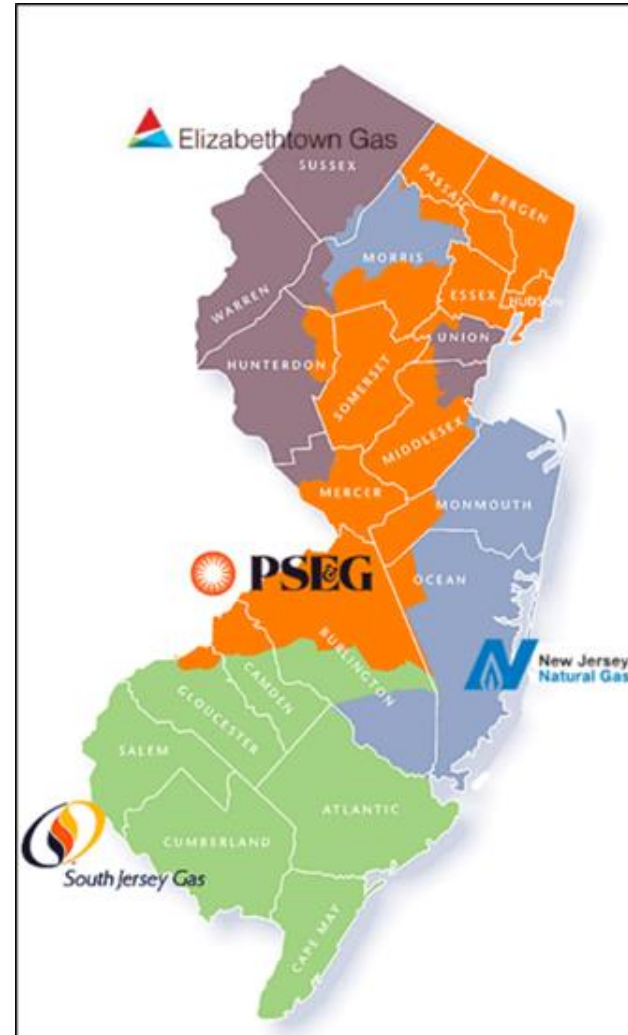 Elizabethtown Gas
SUSSEX
PASSAIC
BERGEN
MORRIS
WARREN
ESSEX
HUDSON
UNION
HUNTERDON
SOMERSET
MIDDLESEX
MERCER
MONMOUTH
PSE&G
OCEAN
BURLINGTON
New Jersey
Natural Gas
CAMDEN
GLOUCESTER
SALEM
ATLANTIC
CUMBERLAND
South Jersey Gas
CAPE MAY